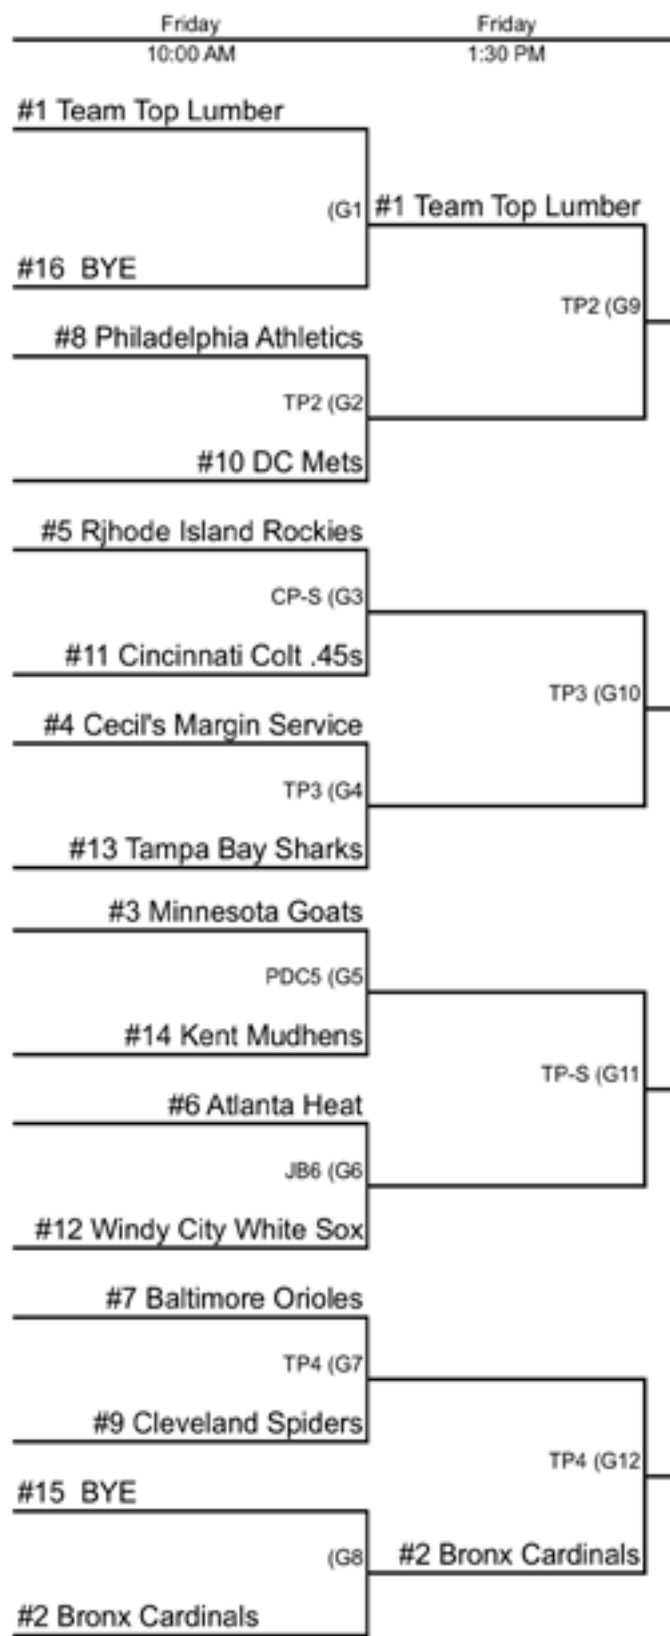 Friday Friday
10:00 AM 1:30 PM
#1 Team Top Lumber
(G1 #1 Team Top Lumber
#16 BYE
TP2 (G9
#8 Philadelphia Athletics
TP2 (G2
#10 DC Mets
#5 Rjhode Island Rockies
CP-S (G3
#11 Cincinnati Colt .45s
TP3 (G10
#4 Cecil's Margin Service
TP3 (G4
#13 Tampa Bay Sharks
#3 Minnesota Goats
PDC5 (G5
#14 Kent Mudhens
TP-S (G11
#6 Atlanta Heat
JB6 (G6
#12 Windy City White Sox
#7 Baltimore Orioles
TP4 (G7
#9 Cleveland Spiders
TP4 (G12
#15 BYE
(G8 #2 Bronx Cardinals
#2 Bronx Cardinals